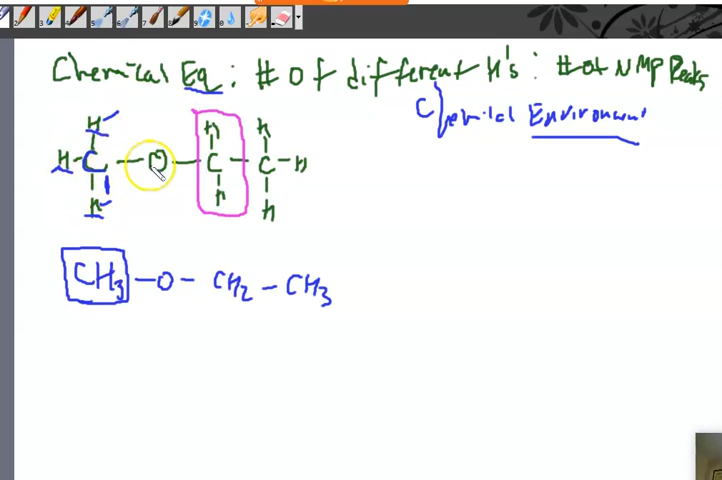 Chemical Eq : # of different H's : # of NMR Peaks
Chemical Environment
H H H
H-C-O-C-C-H
H H H
CH3-O-CH2-CH3